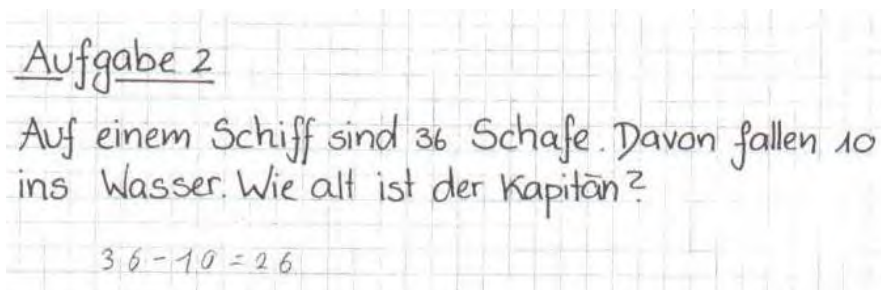 Aufgabe 2
Auf einem Schiff sind 36 Schafe. Davon fallen 10
ins Wasser. Wie alt ist der Kapitän?
36-10=26